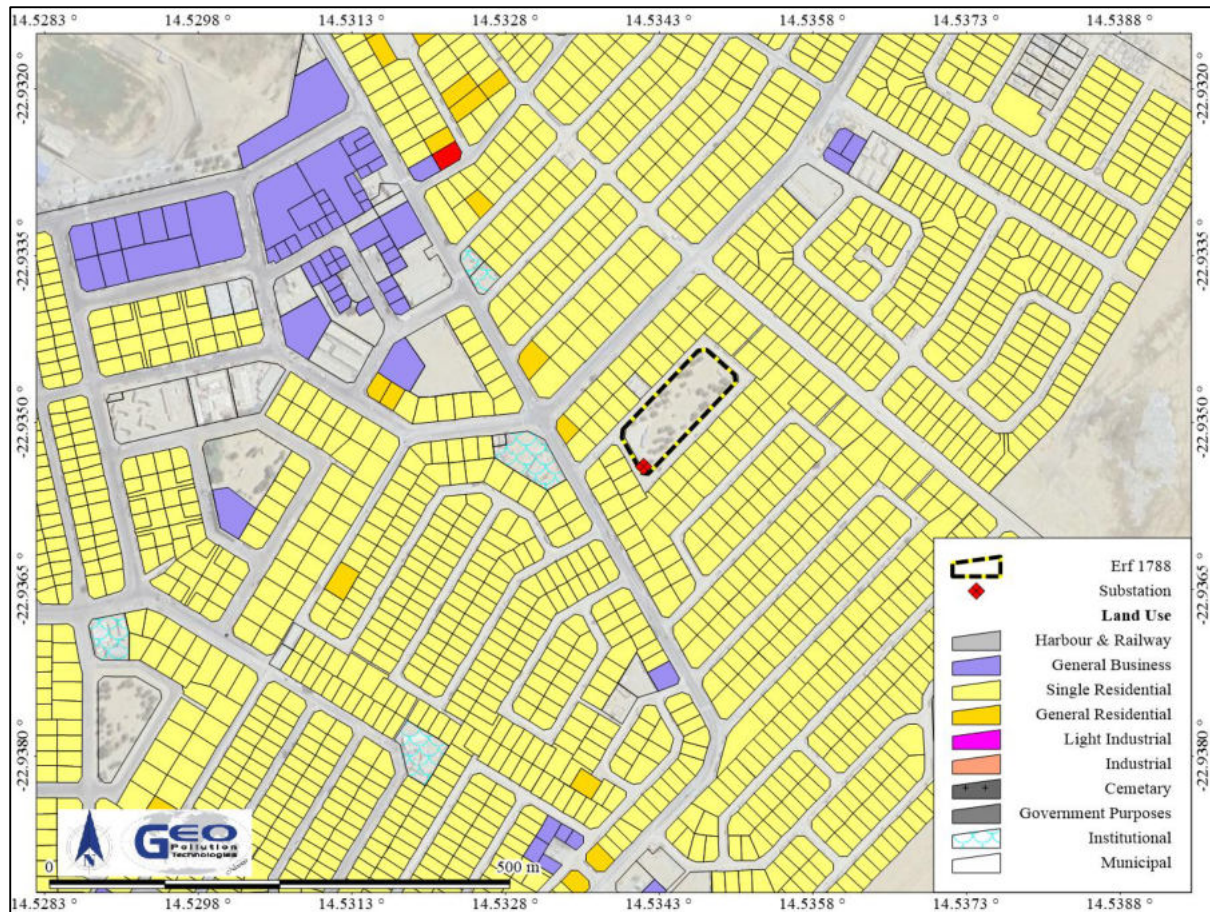 14.5283 ° 14.5298 ° 14.5313 ° 14.5328 ° 14.5343 ° 14.5358 ° 14.5373 ° 14.5388 °
-22.9320 ° -22.9320 °
-22.9335 ° -22.9335 °
-22.9350 ° -22.9350 °
-22.9365 ° -22.9365 °
-22.9380 ° -22.9380 °
Erf 1788
Substation
Land Use
Harbour & Railway
General Business
Single Residential
General Residential
Light Industrial
Industrial
Cemetary
Government Purposes
Institutional
Municipal
N
GEO
Pollution
Technologies
0 500 m
14.5283 ° 14.5298 ° 14.5313 ° 14.5328 ° 14.5343 ° 14.5358 ° 14.5373 ° 14.5388 °